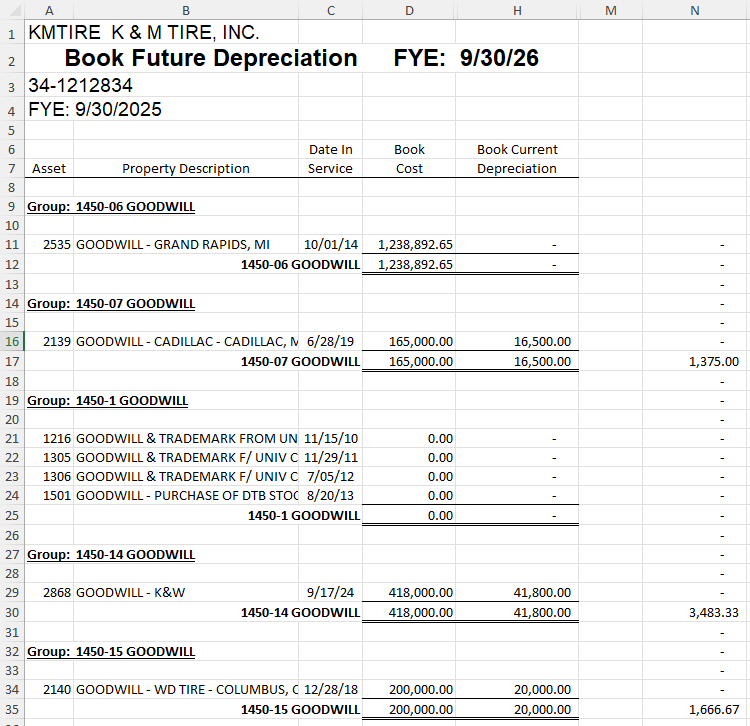 A B C D H M N
1 KMTIRE K & M TIRE, INC.
2 Book Future Depreciation FYE: 9/30/26
3 34-1212834
4 FYE: 9/30/2025
5
6 Date In Book Book Current
7 Asset Property Description Service Cost Depreciation
8
9 Group: 1450-06 GOODWILL -
10 -
11 2535 GOODWILL - GRAND RAPIDS, MI 10/01/14 1,238,892.65 - -
12 1450-06 GOODWILL 1,238,892.65 - -
13 -
14 Group: 1450-07 GOODWILL -
15 -
16 2139 GOODWILL - CADILLAC - CADILLAC, M 6/28/19 165,000.00 16,500.00 -
17 1450-07 GOODWILL 165,000.00 16,500.00 1,375.00
18 -
19 Group: 1450-1 GOODWILL -
20 -
21 1216 GOODWILL & TRADEMARK FROM UN 11/15/10 0.00 - -
22 1305 GOODWILL & TRADEMARK F/ UNIV C 11/29/11 0.00 - -
23 1306 GOODWILL & TRADEMARK F/ UNIV C 7/05/12 0.00 - -
24 1501 GOODWILL - PURCHASE OF DTB STOC 8/20/13 0.00 - -
25 1450-1 GOODWILL 0.00 - -
26 -
27 Group: 1450-14 GOODWILL -
28 -
29 2868 GOODWILL - K&W 9/17/24 418,000.00 41,800.00 -
30 1450-14 GOODWILL 418,000.00 41,800.00 3,483.33
31 -
32 Group: 1450-15 GOODWILL -
33 -
34 2140 GOODWILL - WD TIRE - COLUMBUS, 12/28/18 200,000.00 20,000.00 -
35 1450-15 GOODWILL 200,000.00 20,000.00 1,666.67